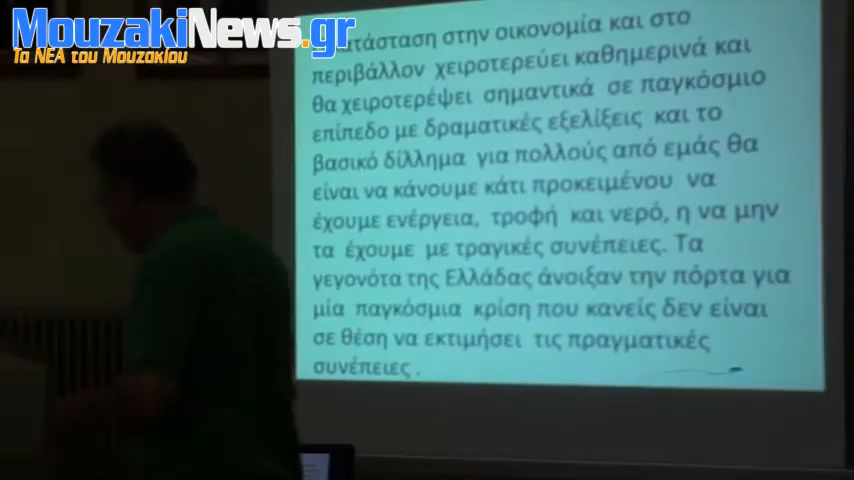 MouzakiNews.gr
Τα ΝΕΑ του Μουζακίου
κατάσταση στην οικονομία και στο
περιβάλλον χειροτερεύει καθημερινά και
θα χειροτερέψει σημαντικά σε παγκόσμιο
επίπεδο με δραματικές εξελίξεις και το
βασικό δίλλημα για πολλούς από εμάς θα
είναι να κάνουμε κάτι προκειμένου να
έχουμε ενέργεια, τροφή και νερό, η να μην
τα έχουμε με τραγικές συνέπειες. Τα
γεγονότα της Ελλάδας άνοιξαν την πόρτα για
μία παγκόσμια κρίση που κανείς δεν είναι
σε θέση να εκτιμήσει τις πραγματικές
συνέπειες .